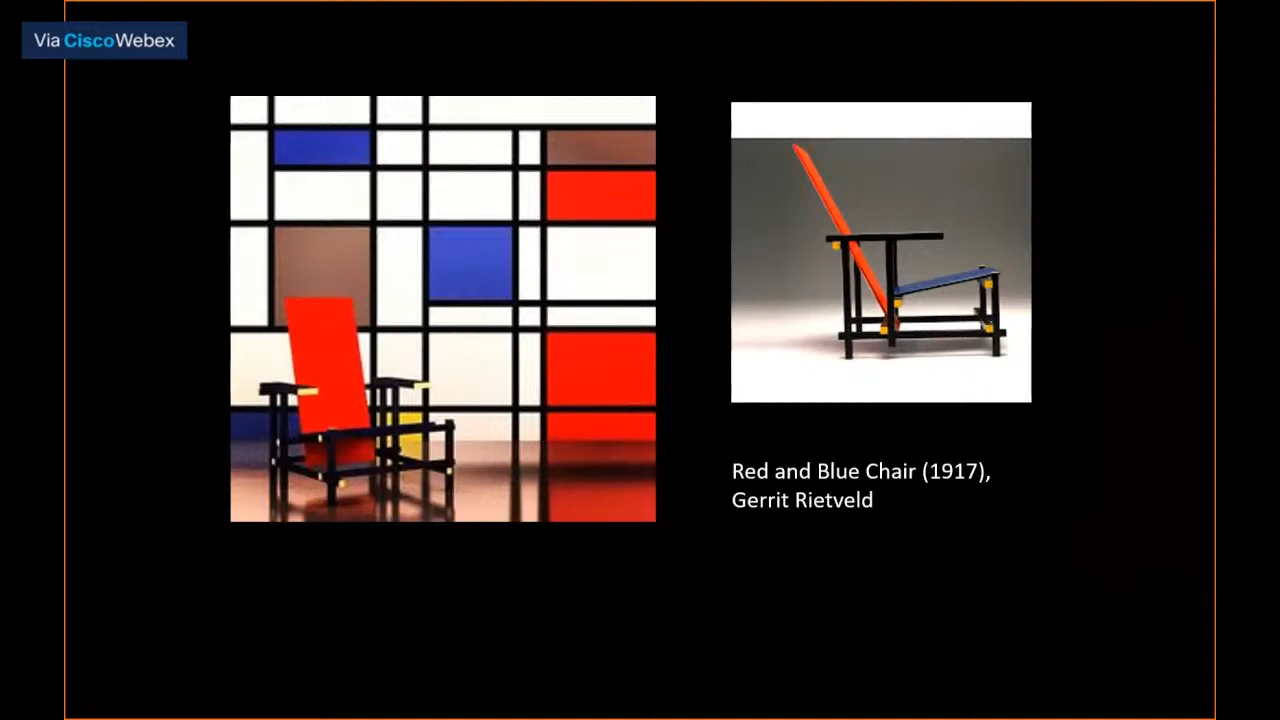 Via CiscoWebex
Red and Blue Chair (1917),
Gerrit Rietveld